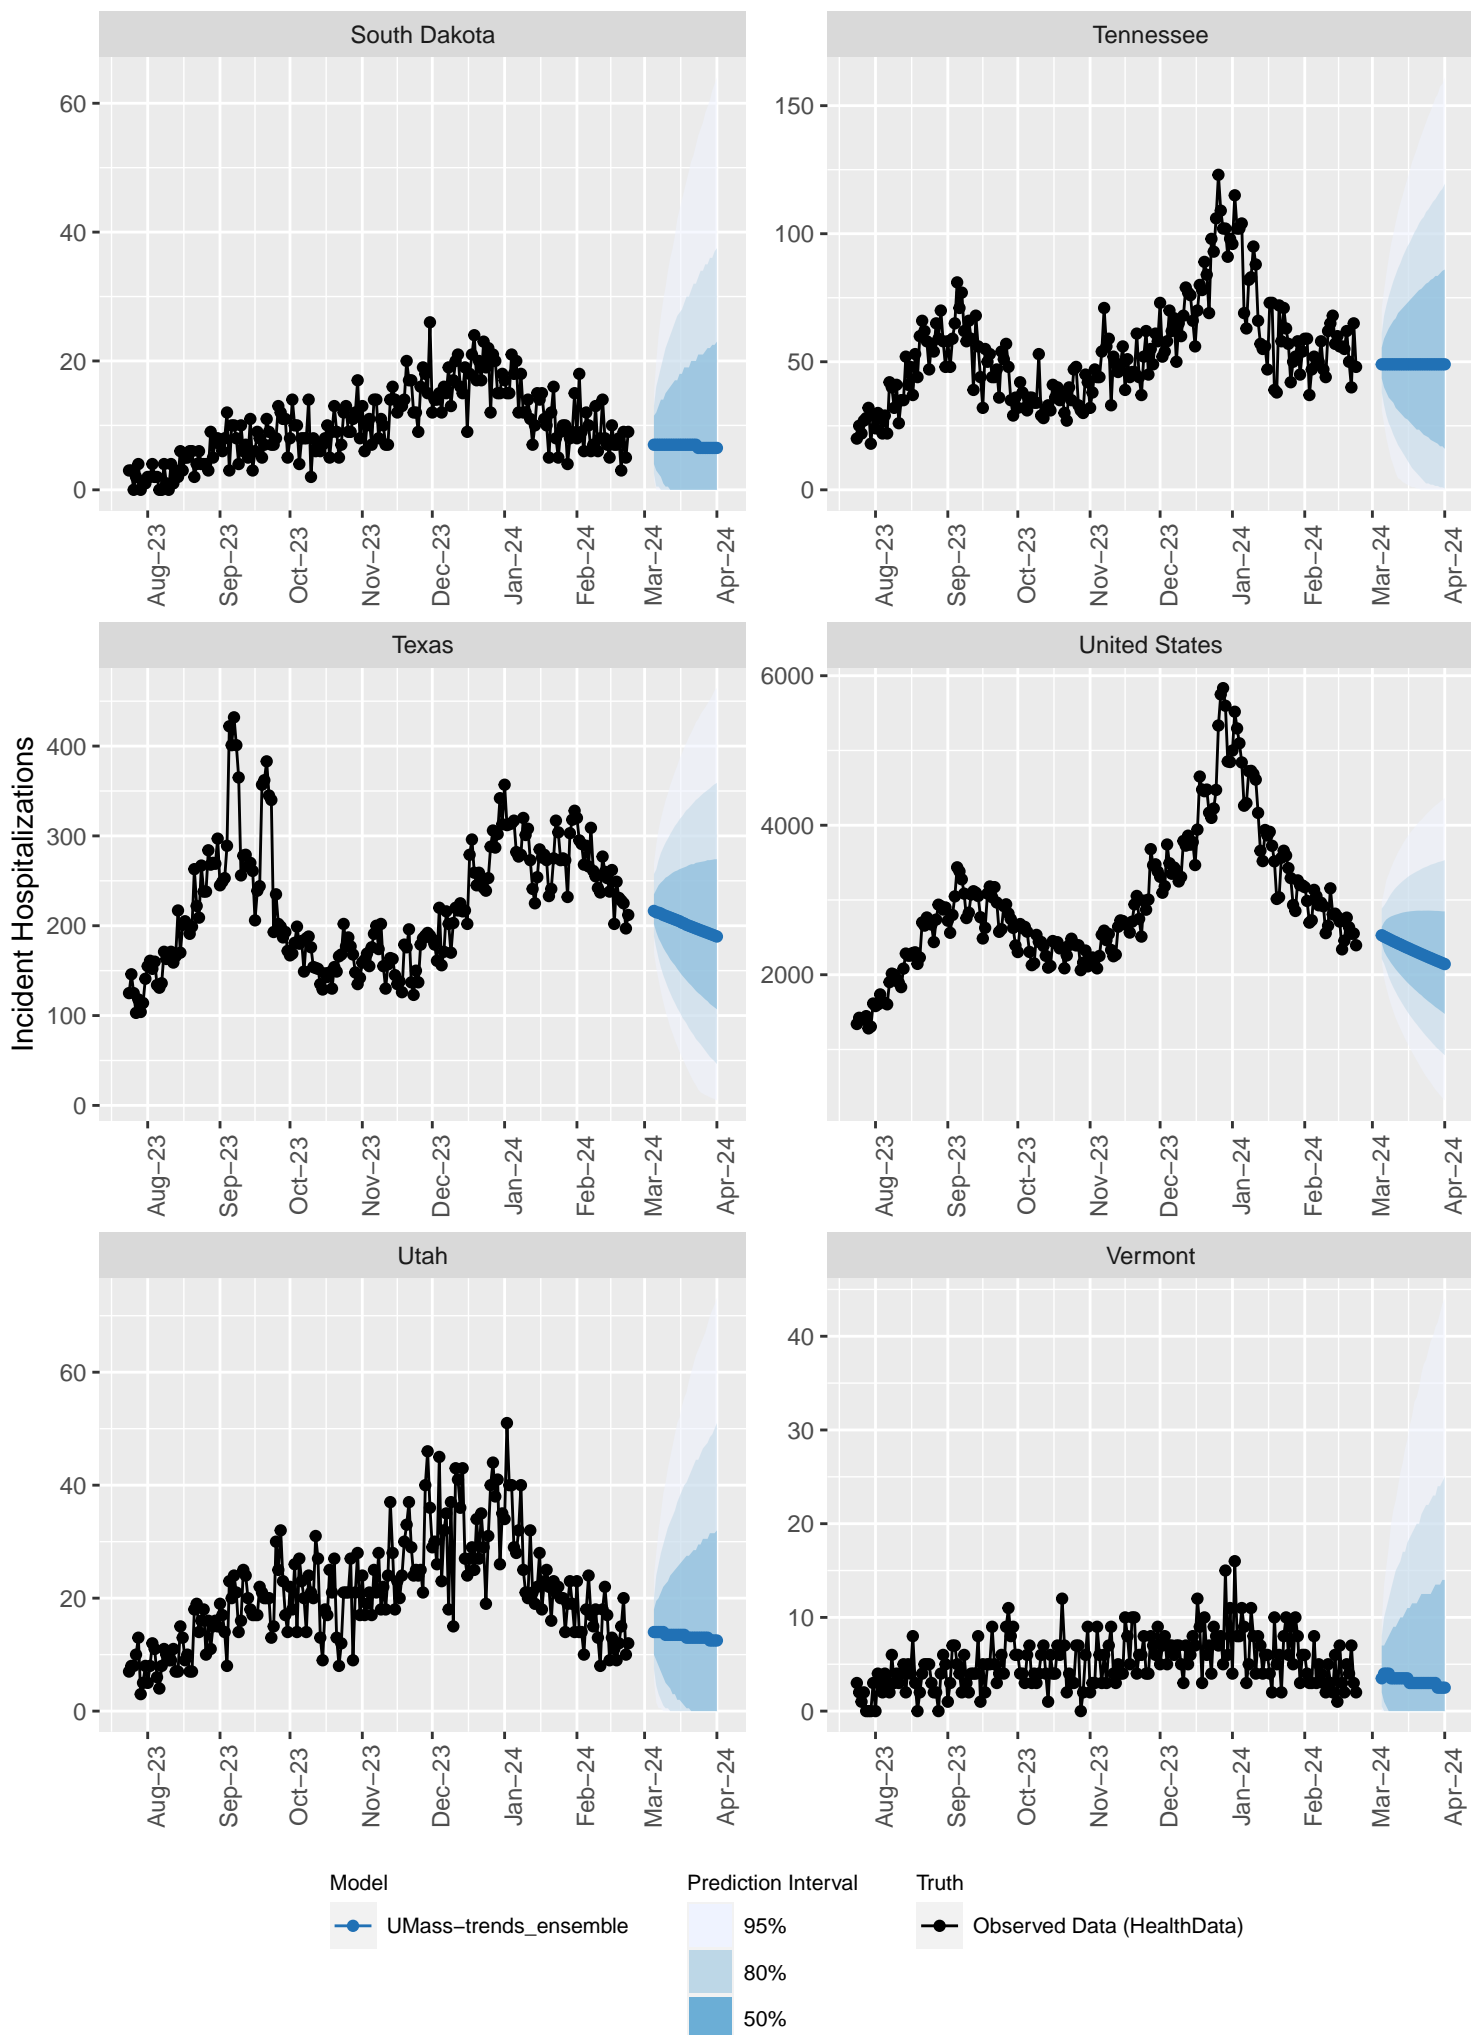 South Dakota
Tennessee
60
40
20
0
150
100
50
0
Aug−23
Sep−23
Oct−23
Nov−23
Dec−23
Jan−24
Feb−24
Mar−24
Apr−24
Aug−23
Sep−23
Oct−23
Nov−23
Dec−23
Jan−24
Feb−24
Mar−24
Apr−24
Incident Hospitalizations
Texas
United States
400
300
200
100
0
6000
4000
2000
Aug−23
Sep−23
Oct−23
Nov−23
Dec−23
Jan−24
Feb−24
Mar−24
Apr−24
Aug−23
Sep−23
Oct−23
Nov−23
Dec−23
Jan−24
Feb−24
Mar−24
Apr−24
Utah
Vermont
60
40
20
0
40
30
20
10
0
Aug−23
Sep−23
Oct−23
Nov−23
Dec−23
Jan−24
Feb−24
Mar−24
Apr−24
Aug−23
Sep−23
Oct−23
Nov−23
Dec−23
Jan−24
Feb−24
Mar−24
Apr−24
Model
UMass−trends_ensemble
Prediction Interval
95%
80%
50%
Truth
Observed Data (HealthData)